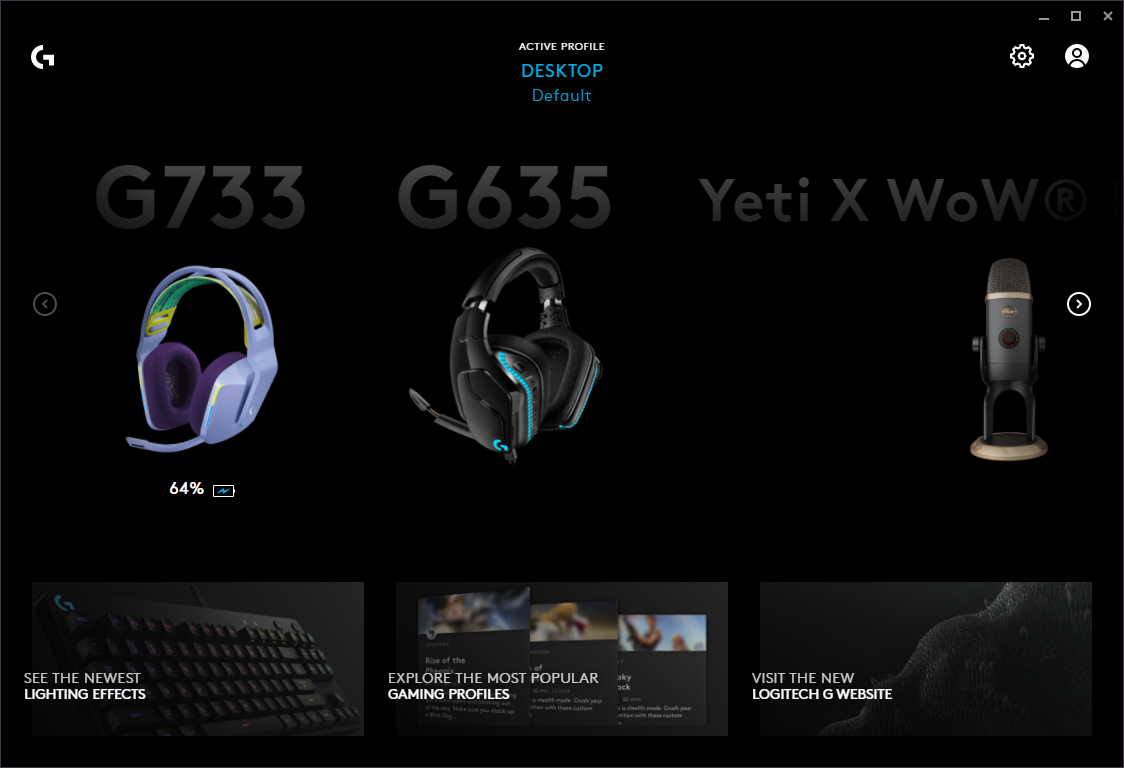 ACTIVE PROFILE
DESKTOP
Default
G733
G635
Yeti X WoW®
64%
SEE THE NEWEST
LIGHTING EFFECTS
Rise of the
EXPLORE THE MOST POPULAR
GAMING PROFILES
VISIT THE NEW
LOGITECH G WEBSITE